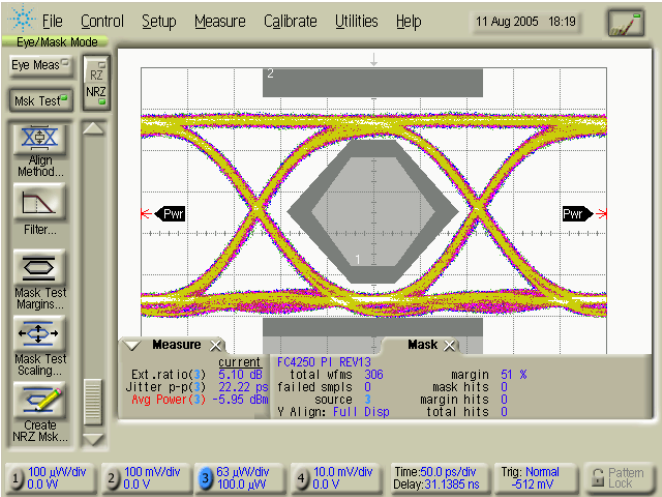 File Control Setup Measure Calibrate Utilities Help 11 Aug 2005 18:19
Eye/Mask
Mode
Eye Meas
RZ
NRZ
Msk Test
Align
Method...
Filter...
Mask Test
Margins...
Mask Test
Scaling...
Create
NRZ Msk...
2
Pwr
Pwr
1
Measure
current
Ext.ratio(3) 5.10 dB
Jitter p-p(3) 22.22 ps
Avg Power(3) -5.95 dBm
Mask
FC4250 PI REV13
total wfms 306 margin 51 %
failed smpls 0 mask hits 0
source 3 margin hits 0
Y Align: Full Disp total hits 0
1 100 µW/div
0.0 W
2 100 mV/div
0.0 V
3 63 µW/div
100.0 µW
4 10.0 mV/div
0.0 V
Time:50.0 ps/div
Delay:31.1385 ns
Trig: Normal
-512 mV
Pattern
Lock